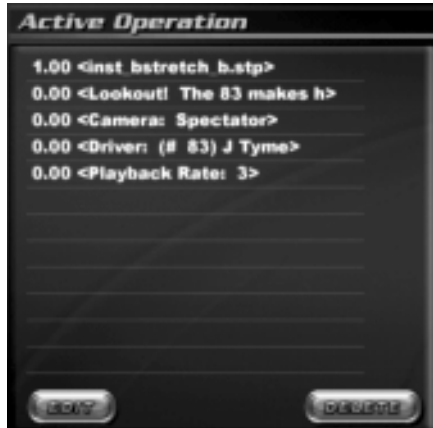 Active Operation
1.00 <inst_bstretch_b.stp>
0.00 <Lookout!  The 83 makes h>
0.00 <Camera:  Spectator>
0.00 <Driver:  (#  83) J Tyme>
0.00 <Playback Rate:  3>
EDIT DELETE